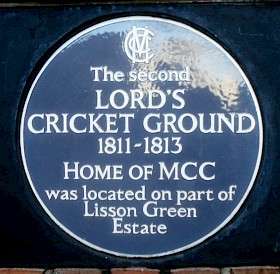 MCC
The second
LORD'S
CRICKET GROUND
1811-1813
HOME OF MCC
was located on part of
Lisson Green
Estate